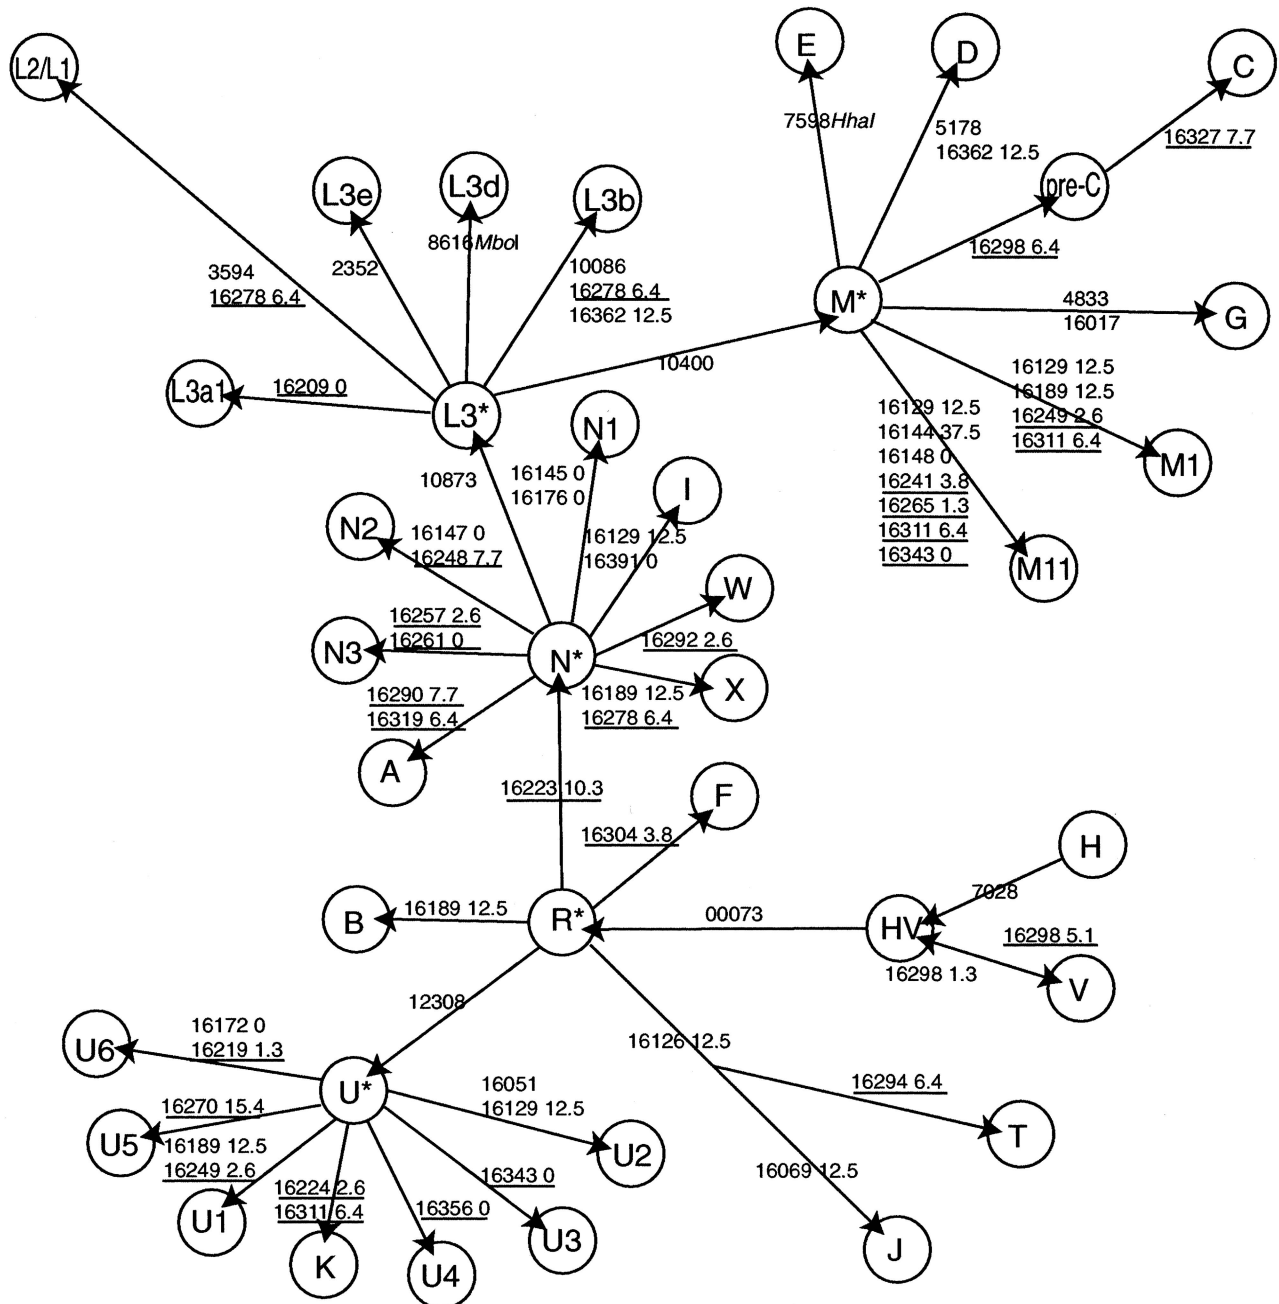 E
D
C
L2/L1
7598HhaI
5178
16362 12.5
16327 7.7
pre-C
L3e
L3d
L3b
8616MboI
16298 6.4
3594
16278 6.4
2352
10086
16278 6.4
16362 12.5
M*
4833
16017
G
10400
L3a1
16209 0
L3*
16129 12.5
16189 12.5
16249 2.6
16311 6.4
M1
16129 12.5
16144 37.5
16148 0
16241 3.8
16265 1.3
16311 6.4
16343 0
M11
N1
10873
16145 0
16176 0
I
N2
16147 0
16248 7.7
16129 12.5
16391 0
W
16257 2.6
16261 0
N3
N*
16292 2.6
16290 7.7
16319 6.4
16189 12.5
16278 6.4
X
A
16223 10.3
F
16304 3.8
H
7028
B
16189 12.5
R*
00073
HV
16298 5.1
16298 1.3
V
12308
16172 0
16219 1.3
U6
16126 12.5
U*
16051
16129 12.5
16294 6.4
16270 15.4
U5
16189 12.5
16249 2.6
T
U2
16224 2.6
16311 6.4
16343 0
16069 12.5
16356 0
U1
K
U4
U3
J